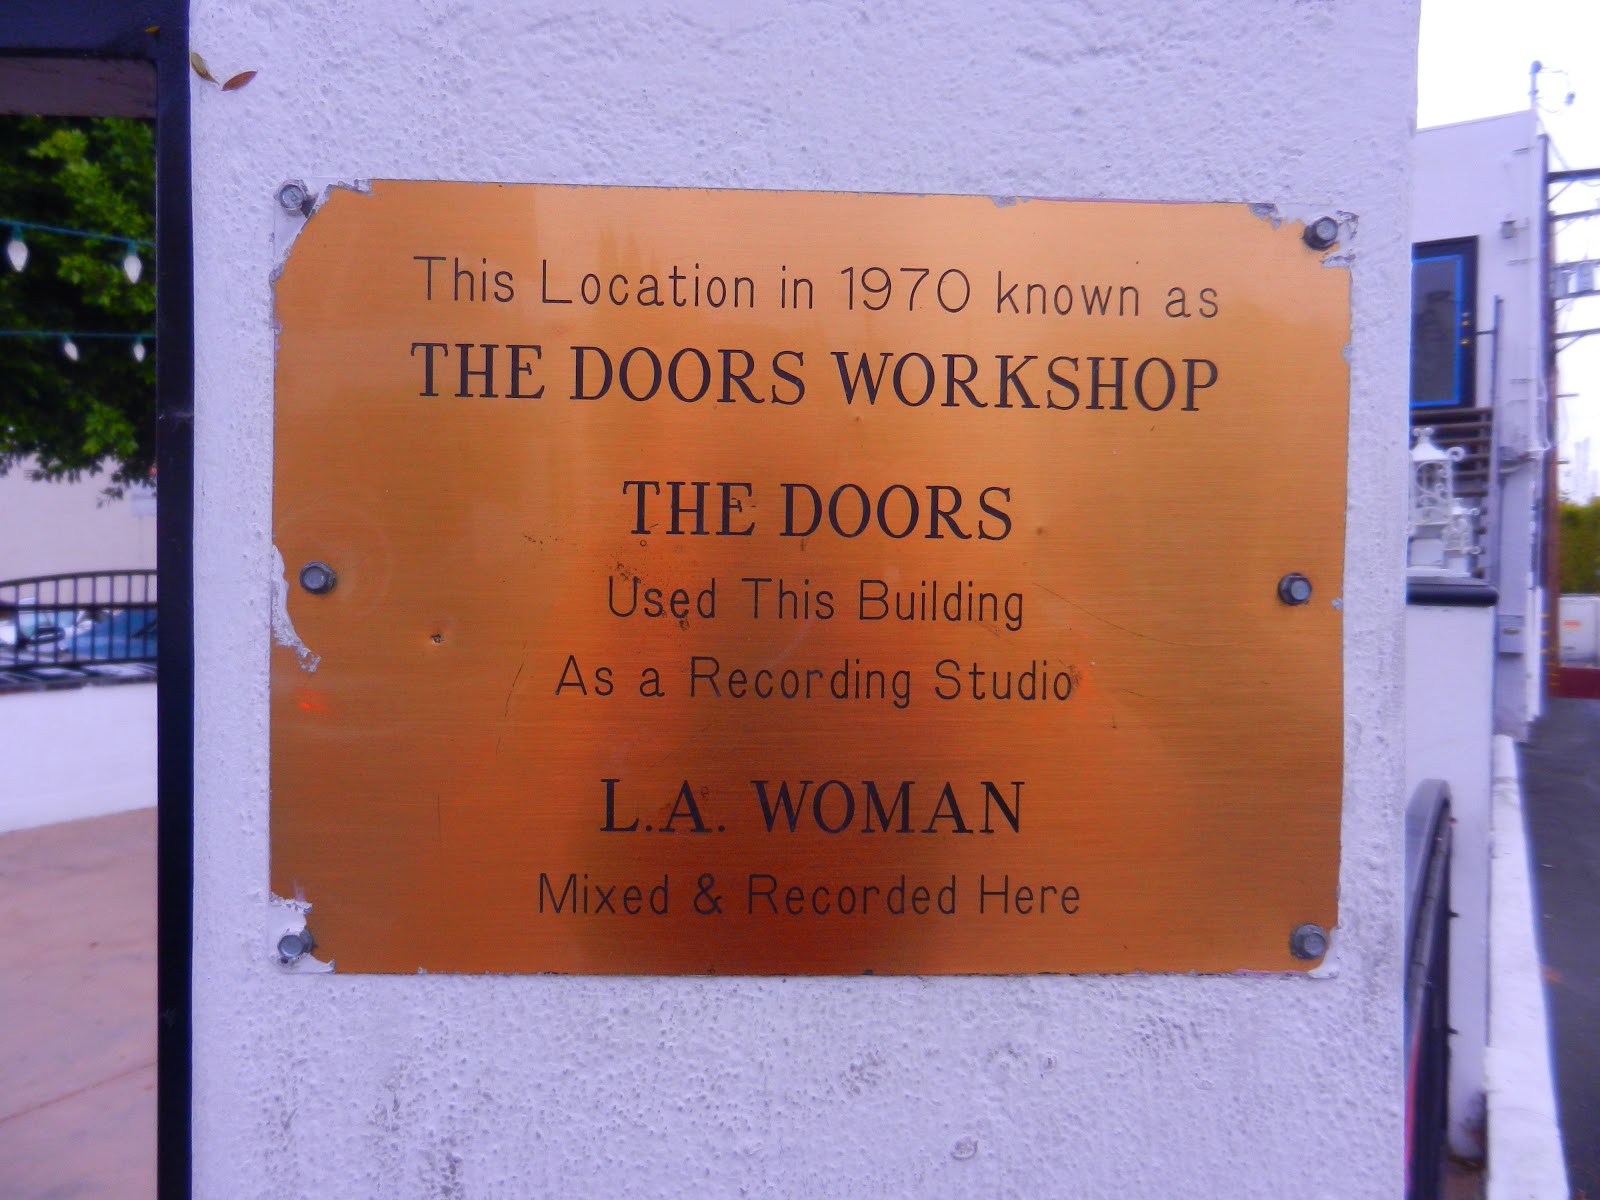 This Location in 1970 known as
THE DOORS WORKSHOP
THE DOORS
Used This Building
As a Recording Studio
L.A. WOMAN
Mixed & Recorded Here